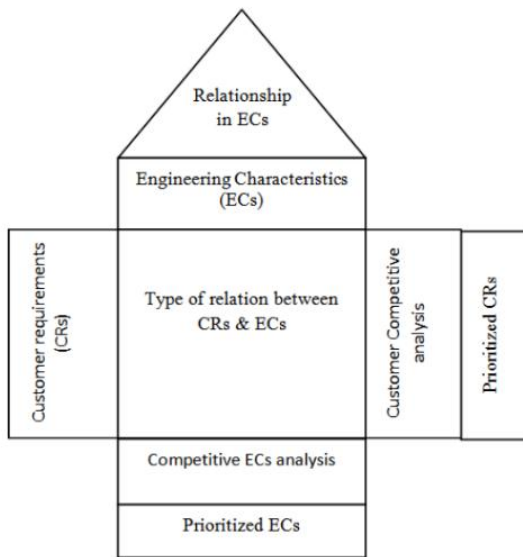 Relationship
in ECs
Engineering Characteristics
(ECs)
Customer requirements
(CRs)
Type of relation between
CRs & ECs
Customer Competitive
analysis
Prioritized CRs
Competitive ECs analysis
Prioritized ECs